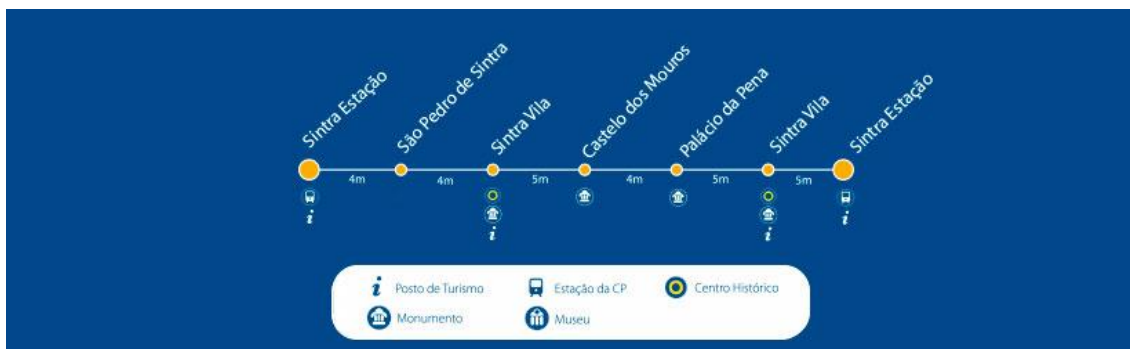 Sintra Estação
São Pedro de Sintra
Sintra Vila
Castelo dos Mouros
Palácio da Pena
Sintra Vila
Sintra Estação
4m
4m
5m
4m
5m
5m
i
i
i
i
i Posto de Turismo
Estação da CP
Centro Histórico
Monumento
Museu